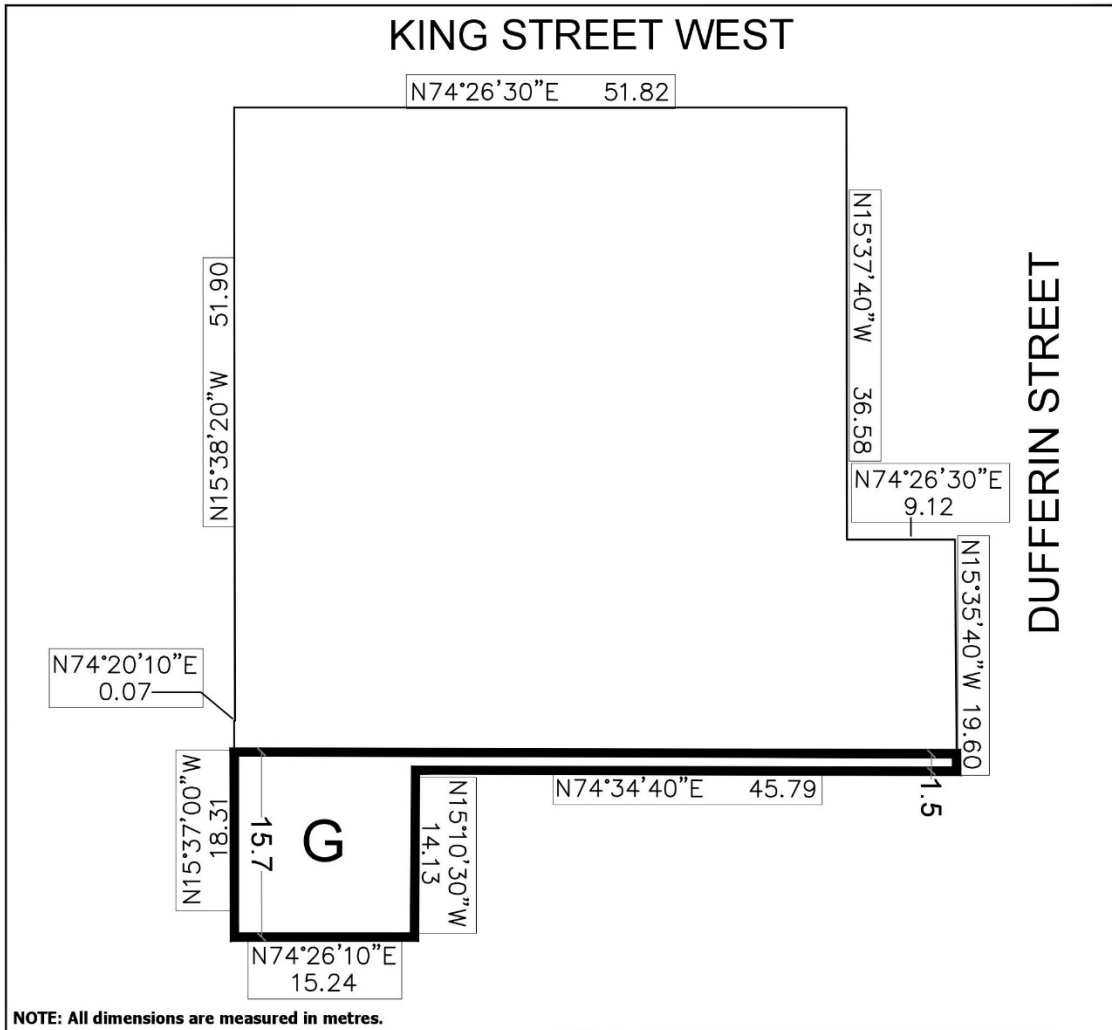 KING STREET WEST
N74°26'30"E 51.82
N15°38'20"W 51.90
N15°37'40"W 36.58
DUFFERIN STREET
N74°26'30"E
9.12
N15°35'40"W 19.60
N74°20'10"E
0.07
N15°37'00"W
18.31
15.7
G
N15°10'30"W
14.13
N74°34'40"E 45.79
1.5
N74°26'10"E
15.24
NOTE: All dimensions are measured in metres.